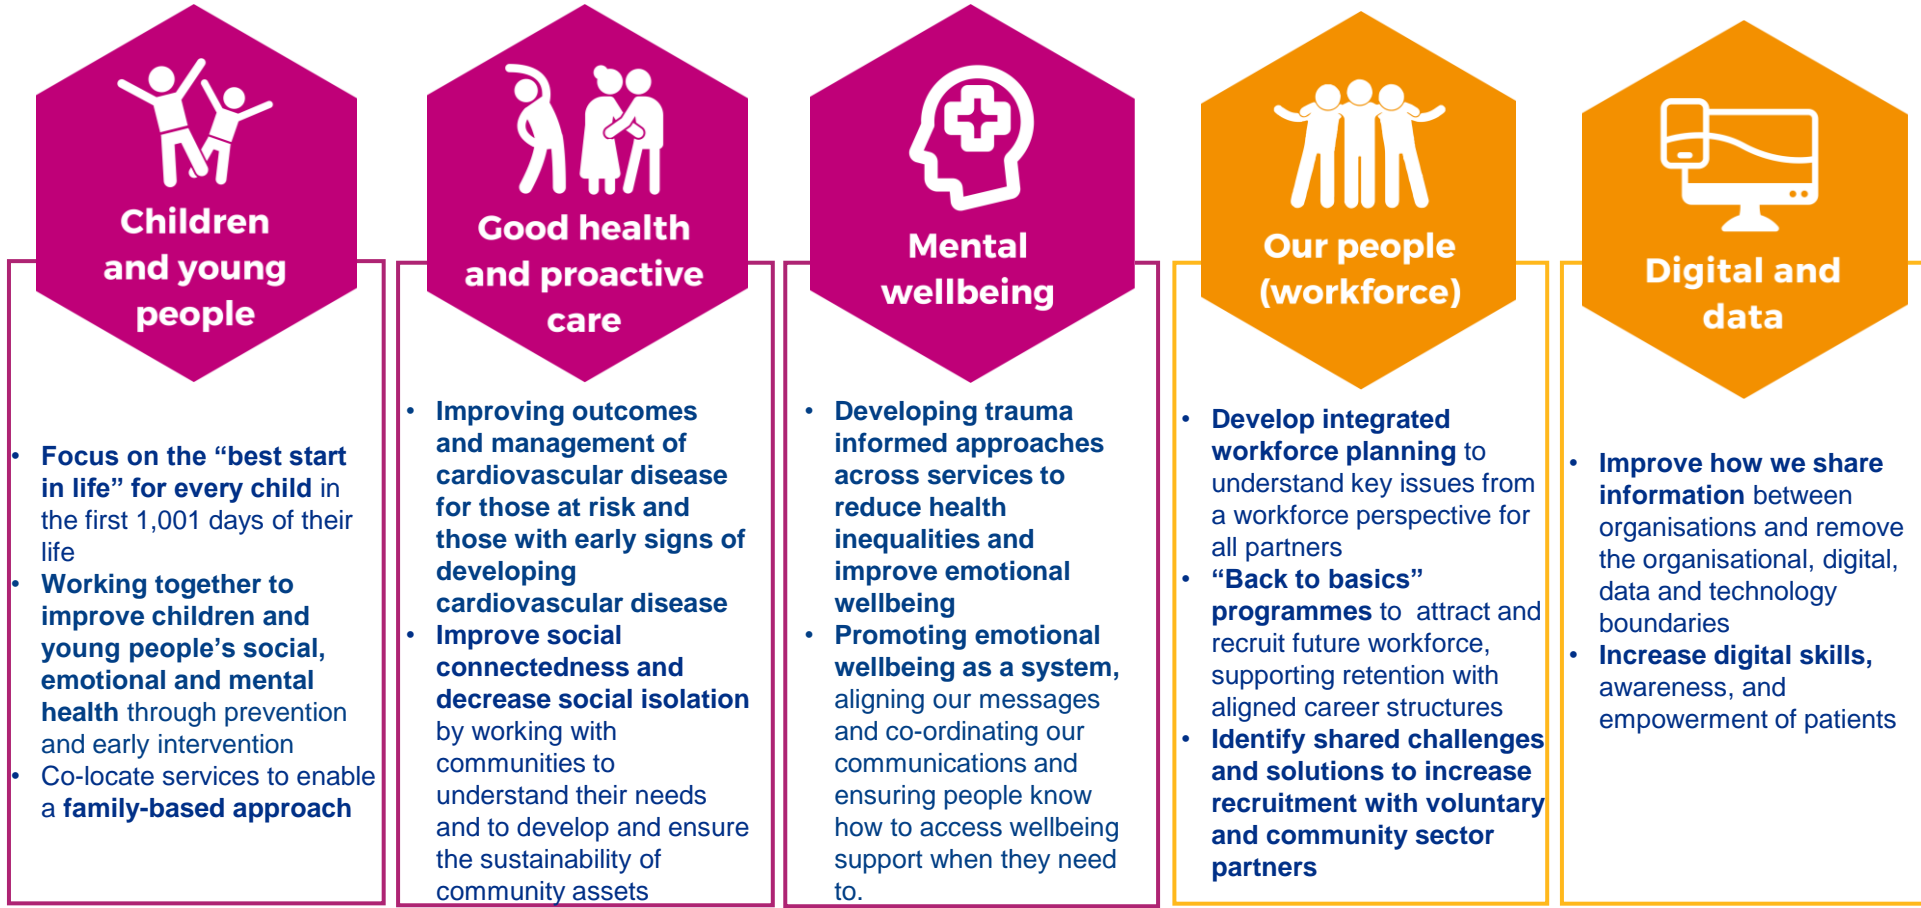 Children
and young
people
• Focus on the “best start
in life” for every child in
the first 1,001 days of their
life
• Working together to
improve children and
young people’s social,
emotional and mental
health through prevention
and early intervention
• Co-locate services to enable
a family-based approach
Good health
and proactive
care
• Improving outcomes
and management of
cardiovascular disease
for those at risk and
those with early signs of
developing
cardiovascular disease
• Improve social
connectedness and
decrease social isolation
by working with
communities to
understand their needs
and to develop and ensure
the sustainability of
community assets
Mental
wellbeing
• Developing trauma
informed approaches
across services to
reduce health
inequalities and
improve emotional
wellbeing
• Promoting emotional
wellbeing as a system,
aligning our messages
and co-ordinating our
communications and
ensuring people know
how to access wellbeing
support when they need
to.
Our people
(workforce)
• Develop integrated
workforce planning to
understand key issues from
a workforce perspective for
all partners
• “Back to basics”
programmes to attract and
recruit future workforce,
supporting retention with
aligned career structures
• Identify shared challenges
and solutions to increase
recruitment with voluntary
and community sector
partners
Digital and
data
• Improve how we share
information between
organisations and remove
the organisational, digital,
data and technology
boundaries
• Increase digital skills,
awareness, and
empowerment of patients